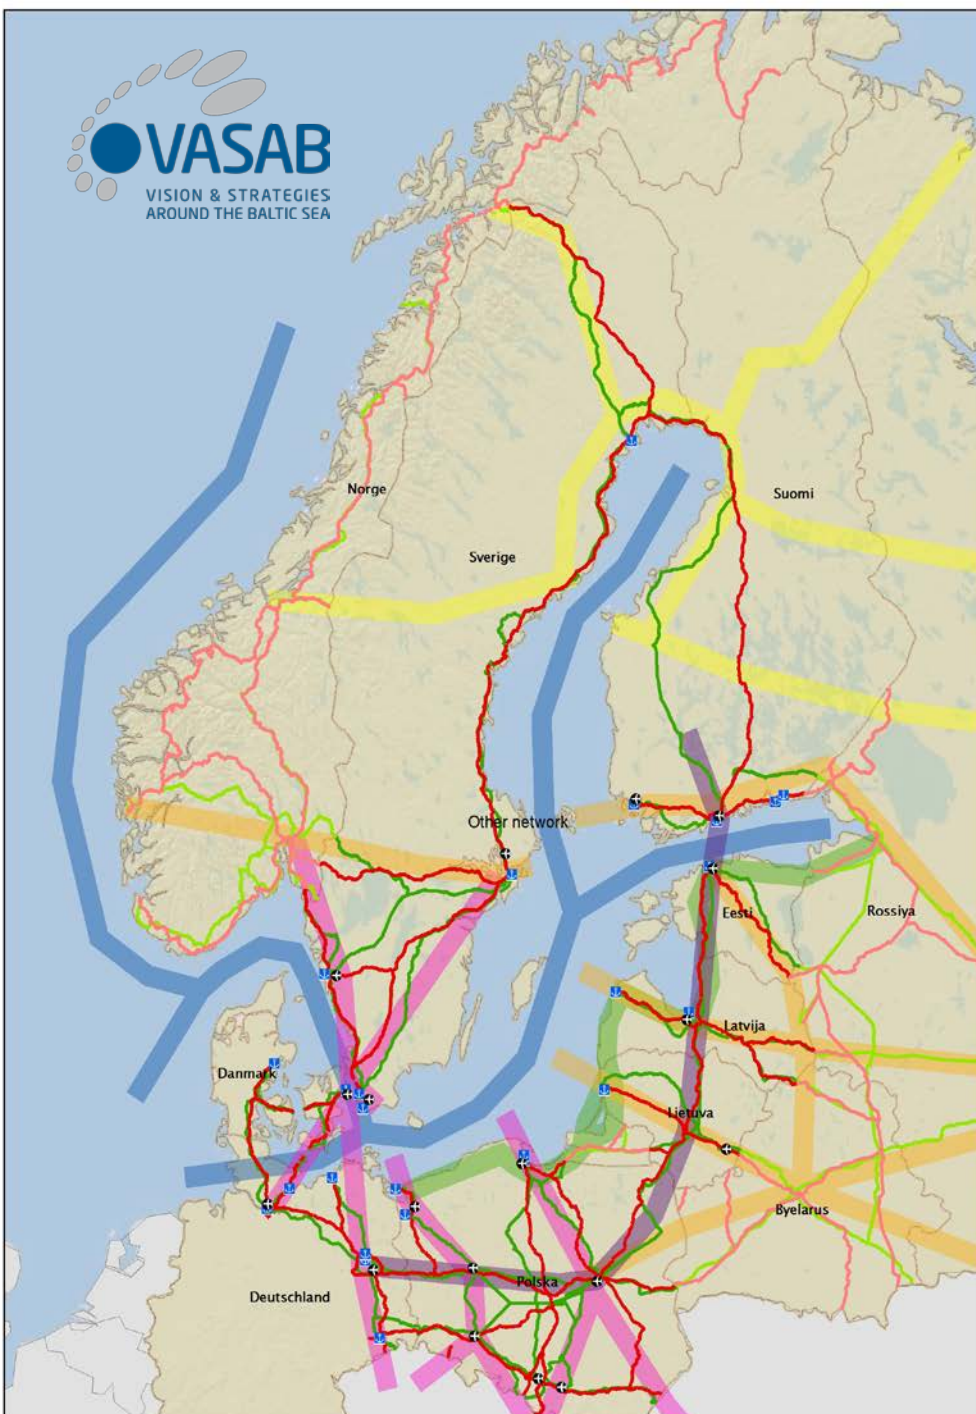 VASAB
VISION & STRATEGIES
AROUND THE BALTIC SEA
Norge
Suomi
Sverige
Other network
Eesti
Rossiya
Latvija
Danmark
Lietuva
Byelarus
Polska
Deutschland